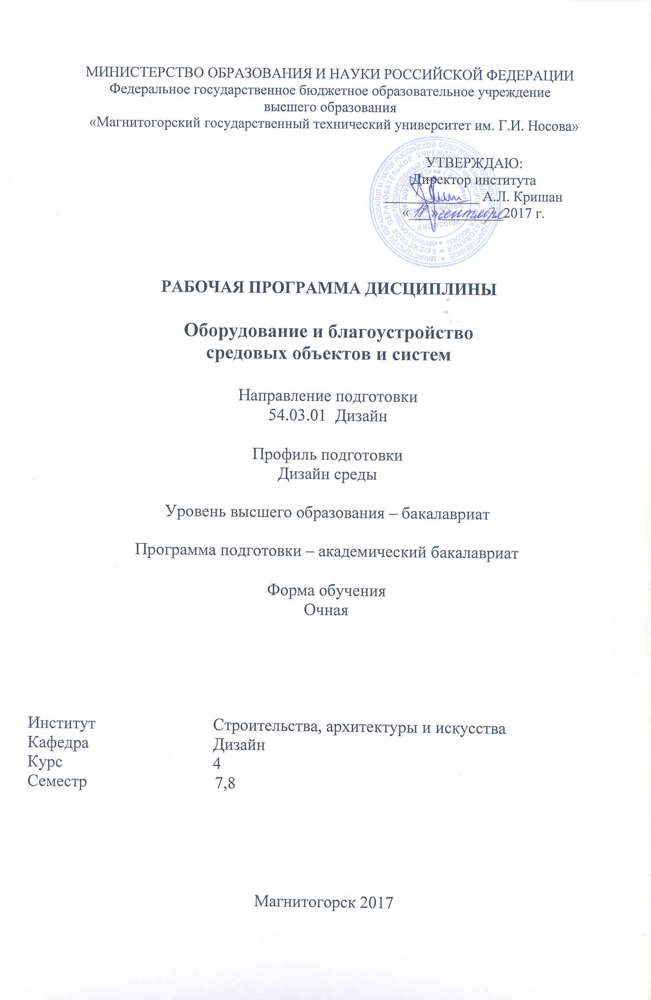 МИНИСТЕРСТВО ОБРАЗОВАНИЯ И НАУКИ РОССИЙСКОЙ ФЕДЕРАЦИИ
Федеральное государственное бюджетное образовательное учреждение
высшего образования
«Магнитогорский государственный технический университет им. Г.И. Носова»
УТВЕРЖДАЮ:
Директор института
А.Л. Кришан
«18» сентября 2017 г.
СТРОИТЕЛЬСТВА,
И ИСКУССТВА
РАБОЧАЯ ПРОГРАММА ДИСЦИПЛИНЫ
Оборудование и благоустройство
средовых объектов и систем
Направление подготовки
54.03.01 Дизайн
Профиль подготовки
Дизайн среды
Уровень высшего образования – бакалавриат
Программа подготовки – академический бакалавриат
Форма обучения
Очная
Институт Строительства, архитектуры и искусства
Кафедра Дизайн
Курс 4
Семестр 7,8
Магнитогорск 2017